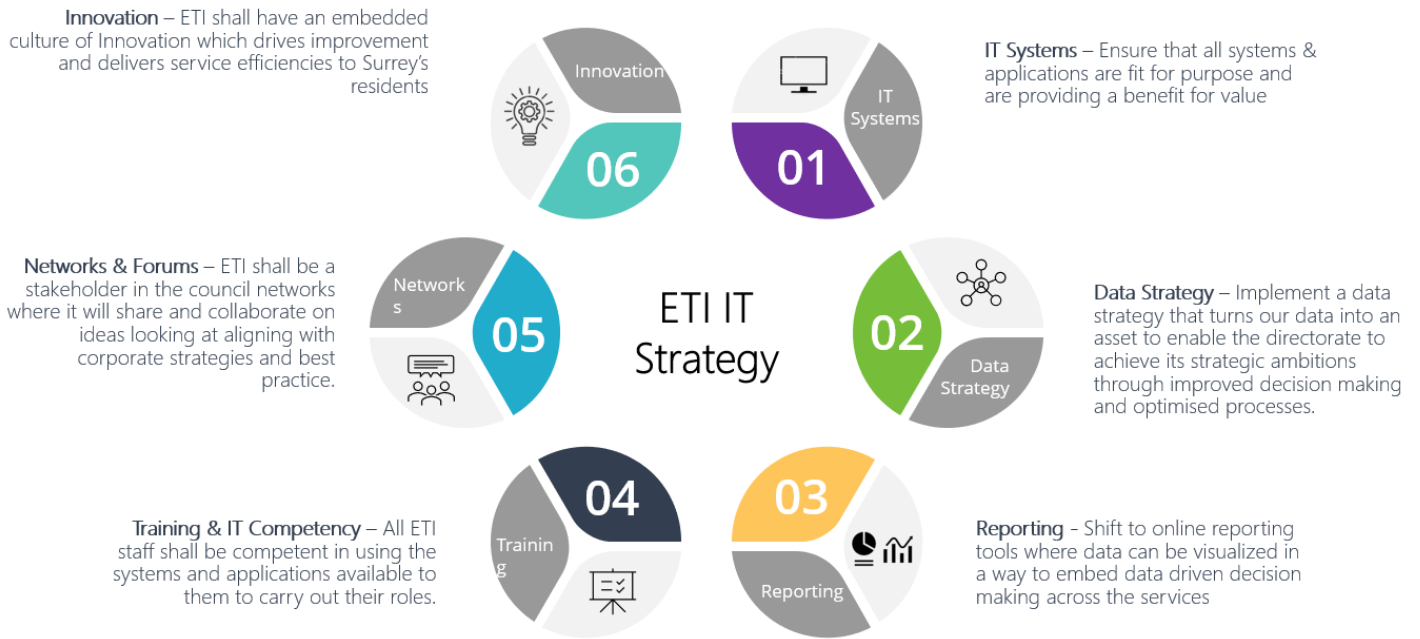 Innovation – ETI shall have an embedded
culture of Innovation which drives improvement
and delivers service efficiencies to Surrey's
residents
Innovation
06
IT
Systems
01
IT Systems – Ensure that all systems &
applications are fit for purpose and
are providing a benefit for value
Networks & Forums – ETI shall be a
stakeholder in the council networks
where it will share and collaborate on
ideas looking at aligning with
corporate strategies and best
practice.
Network
s
05
ETI IT
Strategy
02
Data
Strategy
Data Strategy – Implement a data
strategy that turns our data into an
asset to enable the directorate to
achieve its strategic ambitions
through improved decision making
and optimised processes.
Training & IT Competency – All ETI
staff shall be competent in using the
systems and applications available to
them to carry out their roles.
04
Trainin
g
03
Reporting
Reporting - Shift to online reporting
tools where data can be visualized in
a way to embed data driven decision
making across the services